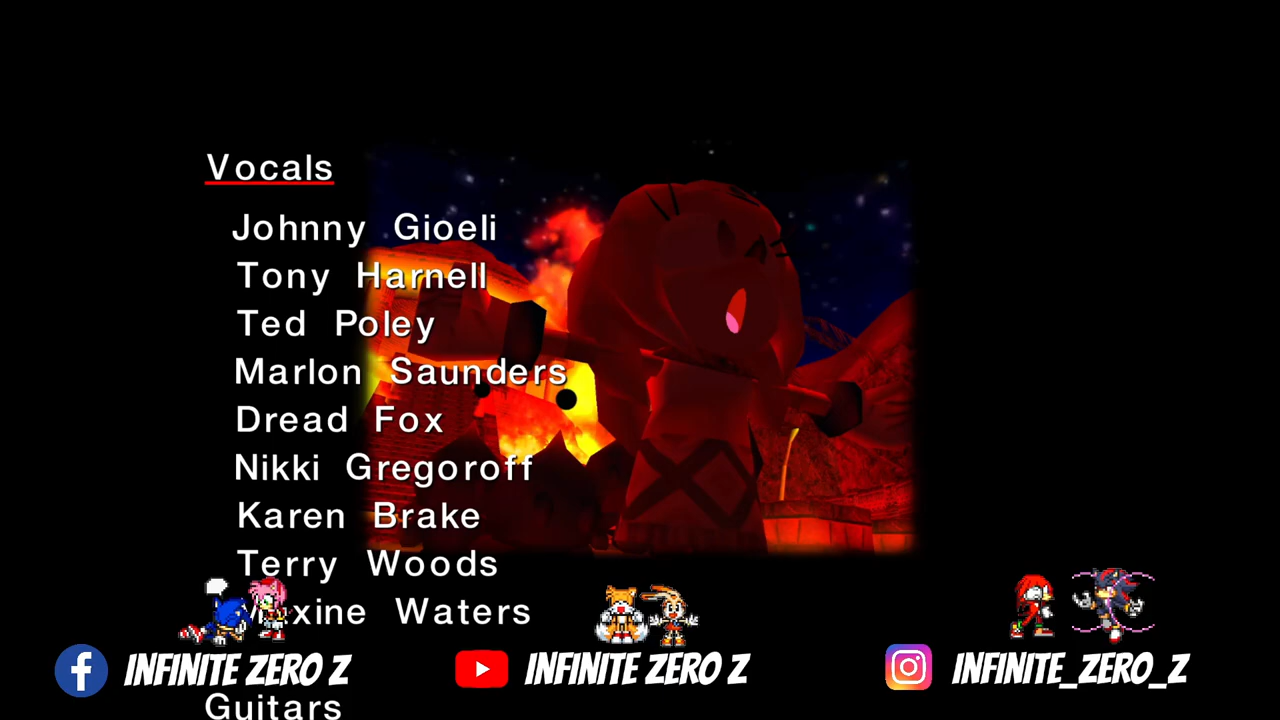 Vocals
Johnny Gioeli
Tony Harnell
Ted Poley
Marlon Saunders
Dread Fox
Nikki Gregoroff
Karen Brake
Terry Woods
Waters
INFINITE ZERO Z
INFINITE ZERO Z
INFINITE_ZERO_Z
Guitars